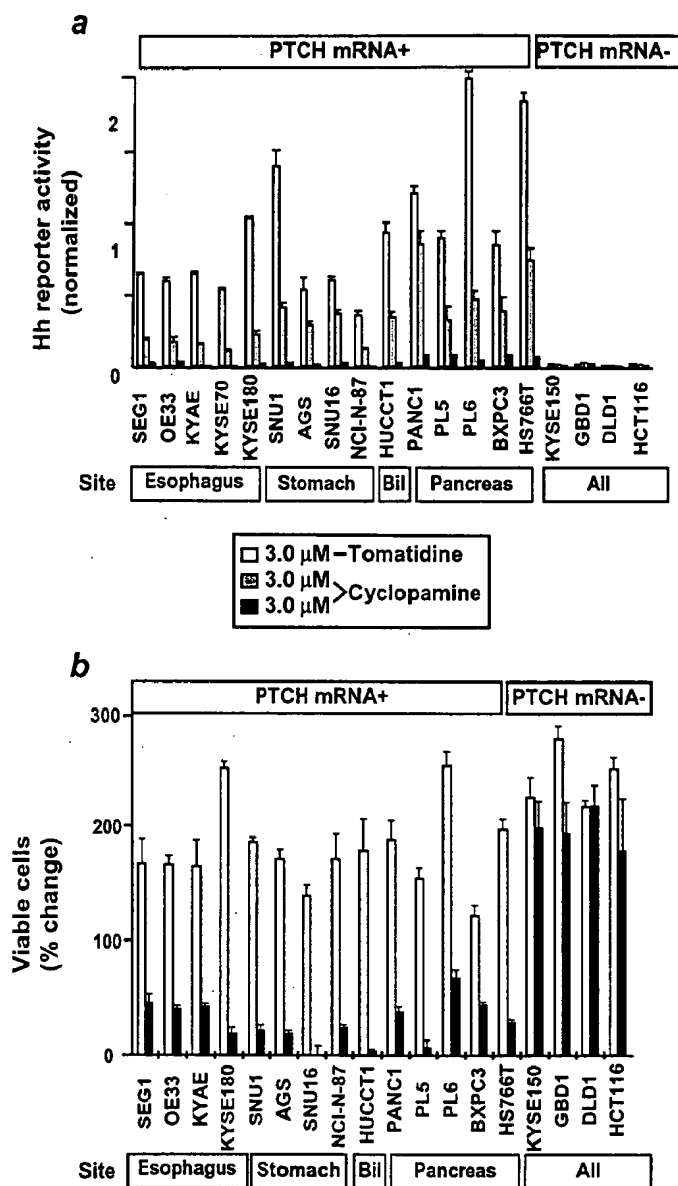 a
PTCH mRNA+ PTCH mRNA-
Hh reporter activity
(normalized)
2
1
0
SEG1 OE33 KYAE KYSE70 KYSE180 SNU1 AGS SNU16 NCI-N-87 HUCCT1 PANC1 PL5 PL6 BXPC3 HS766T KYSE150 GBD1 DLD1 HCT116
Site Esophagus Stomach Bil Pancreas All
3.0 µM – Tomatidine
3.0 µM
3.0 µM > Cyclopamine
b
PTCH mRNA+ PTCH mRNA-
Viable cells
(% change)
300
200
100
0
SEG1 OE33 KYAE KYSE180 SNU1 AGS SNU16 NCI-N-87 HUCCT1 PANC1 PL5 PL6 BXPC3 HS766T KYSE150 GBD1 DLD1 HCT116
Site Esophagus Stomach Bil Pancreas All